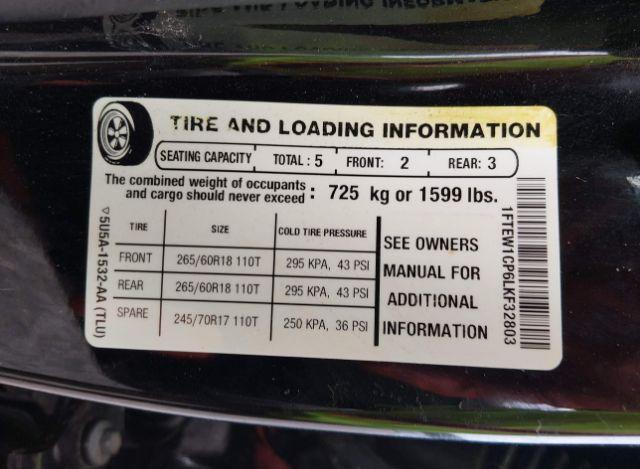 TIRE AND LOADING INFORMATION
SEATING CAPACITY TOTAL : 5 FRONT: 2 REAR: 3
The combined weight of occupants and cargo should never exceed : 725 kg or 1599 lbs.
TIRE SIZE COLD TIRE PRESSURE
FRONT 265/60R18 110T 295 KPA, 43 PSI
REAR 265/60R18 110T 295 KPA, 43 PSI
SPARE 245/70R17 110T 250 KPA, 36 PSI
SEE OWNERS
MANUAL FOR
ADDITIONAL
INFORMATION
5U5A-1532-AA (TLU)
1FTEW1CP6LKF32803